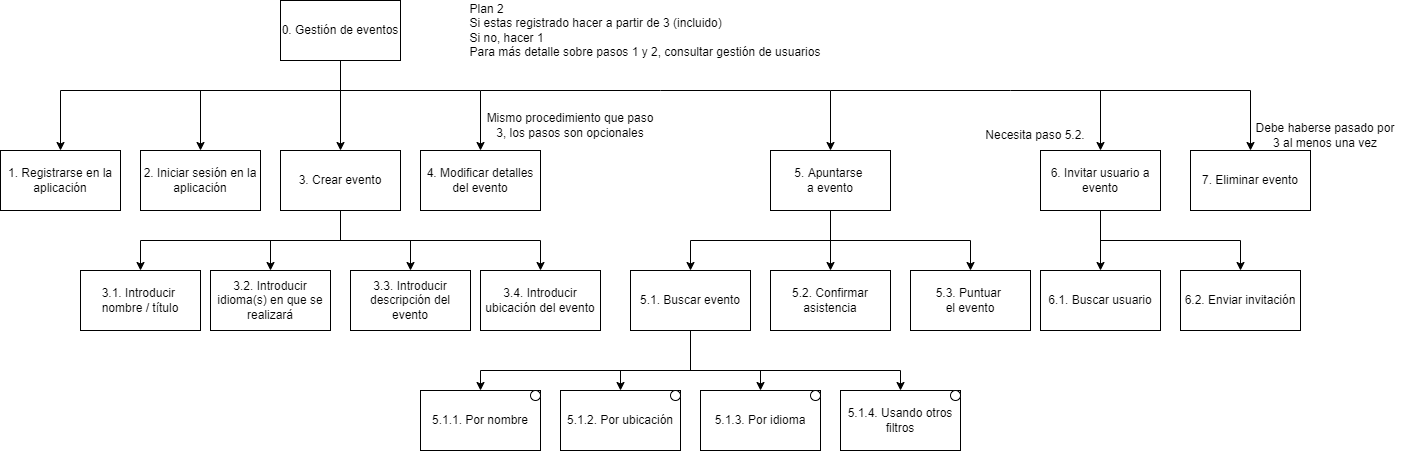 0. Gestión de eventos
Plan 2
Si estas registrado hacer a partir de 3 (incluido)
Si no, hacer 1
Para más detalle sobre pasos 1 y 2, consultar gestión de usuarios
Mismo procedimiento que paso
3, los pasos son opcionales
Necesita paso 5.2.
Debe haberse pasado por
3 al menos una vez
1. Registrarse en la
aplicación
2. Iniciar sesión en la
aplicación
3. Crear evento
4. Modificar detalles
del evento
5. Apuntarse
a evento
6. Invitar usuario a
evento
7. Eliminar evento
3.1. Introducir
nombre / título
3.2. Introducir
idioma(s) en que se
realizará
3.3. Introducir
descripción del
evento
3.4. Introducir
ubicación del evento
5.1. Buscar evento
5.2. Confirmar
asistencia
5.3. Puntuar
el evento
6.1. Buscar usuario
6.2. Enviar invitación
5.1.1. Por nombre
5.1.2. Por ubicación
5.1.3. Por idioma
5.1.4. Usando otros
filtros